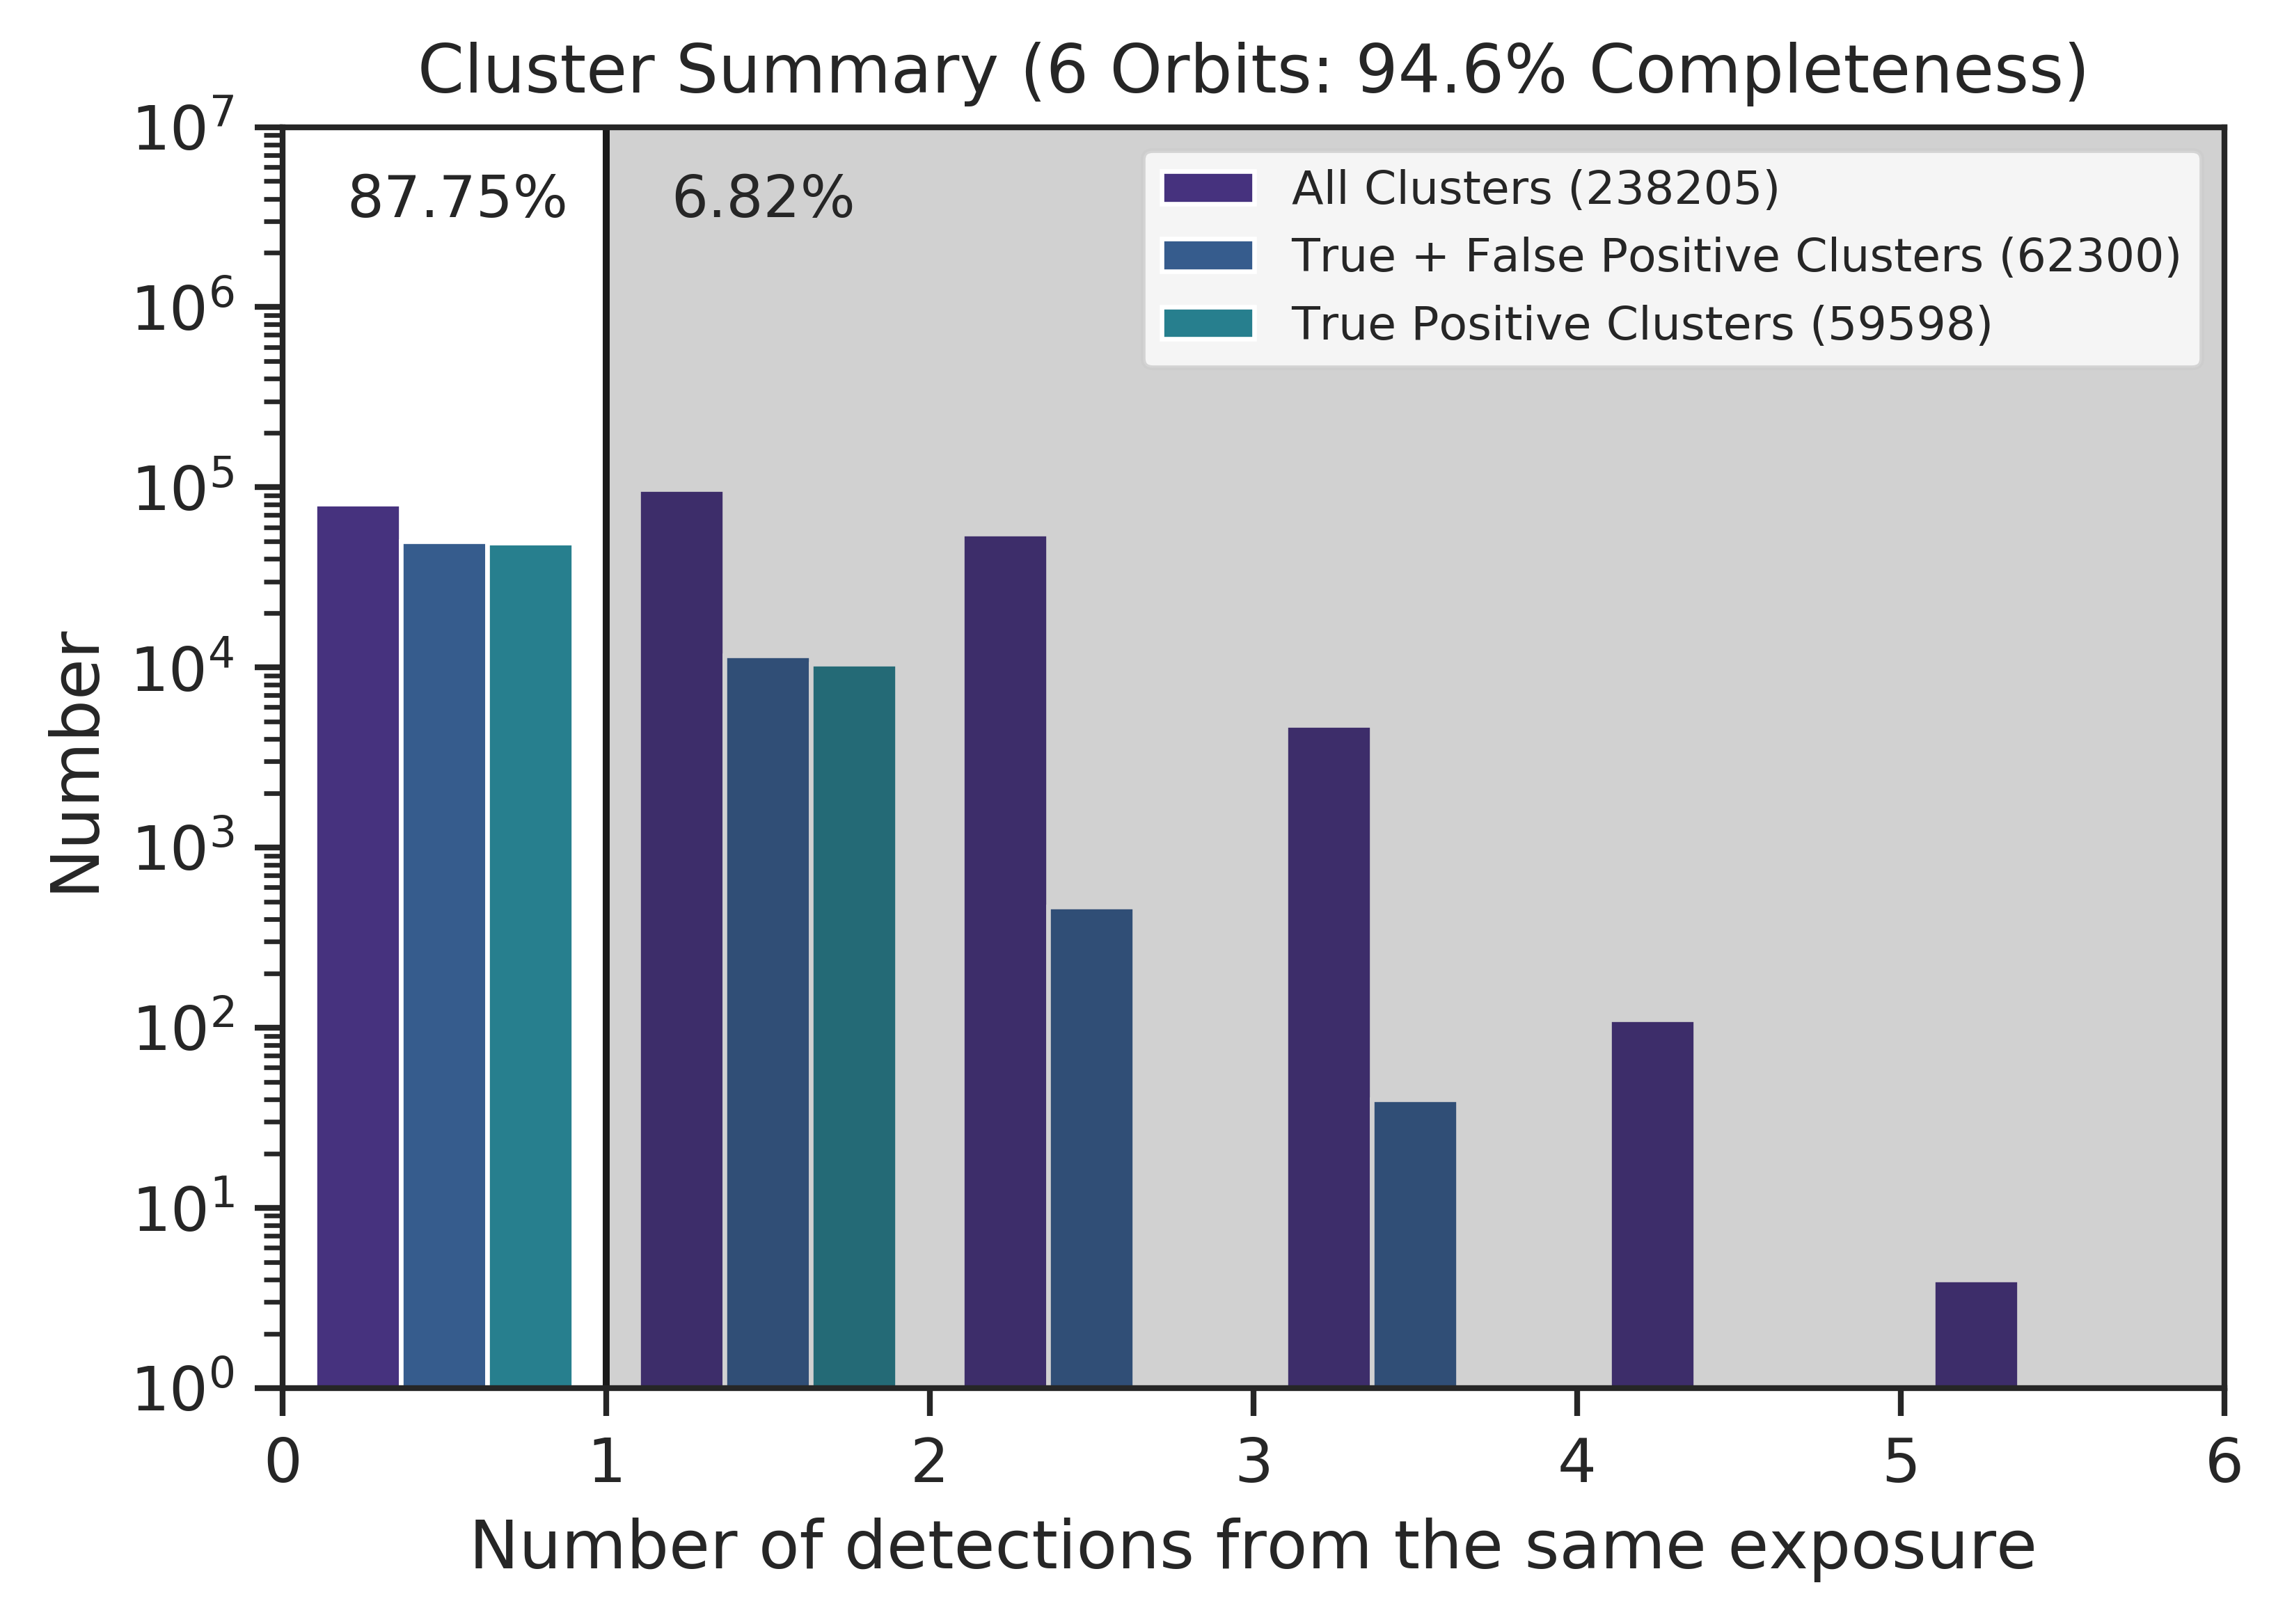 Cluster Summary (6 Orbits: 94.6% Completeness)
87.75%
6.82%
All Clusters (238205)
True + False Positive Clusters (62300)
True Positive Clusters (59598)
10⁷
10⁶
10⁵
10⁴
10³
10²
10¹
10⁰
Number
0 1 2 3 4 5 6
Number of detections from the same exposure